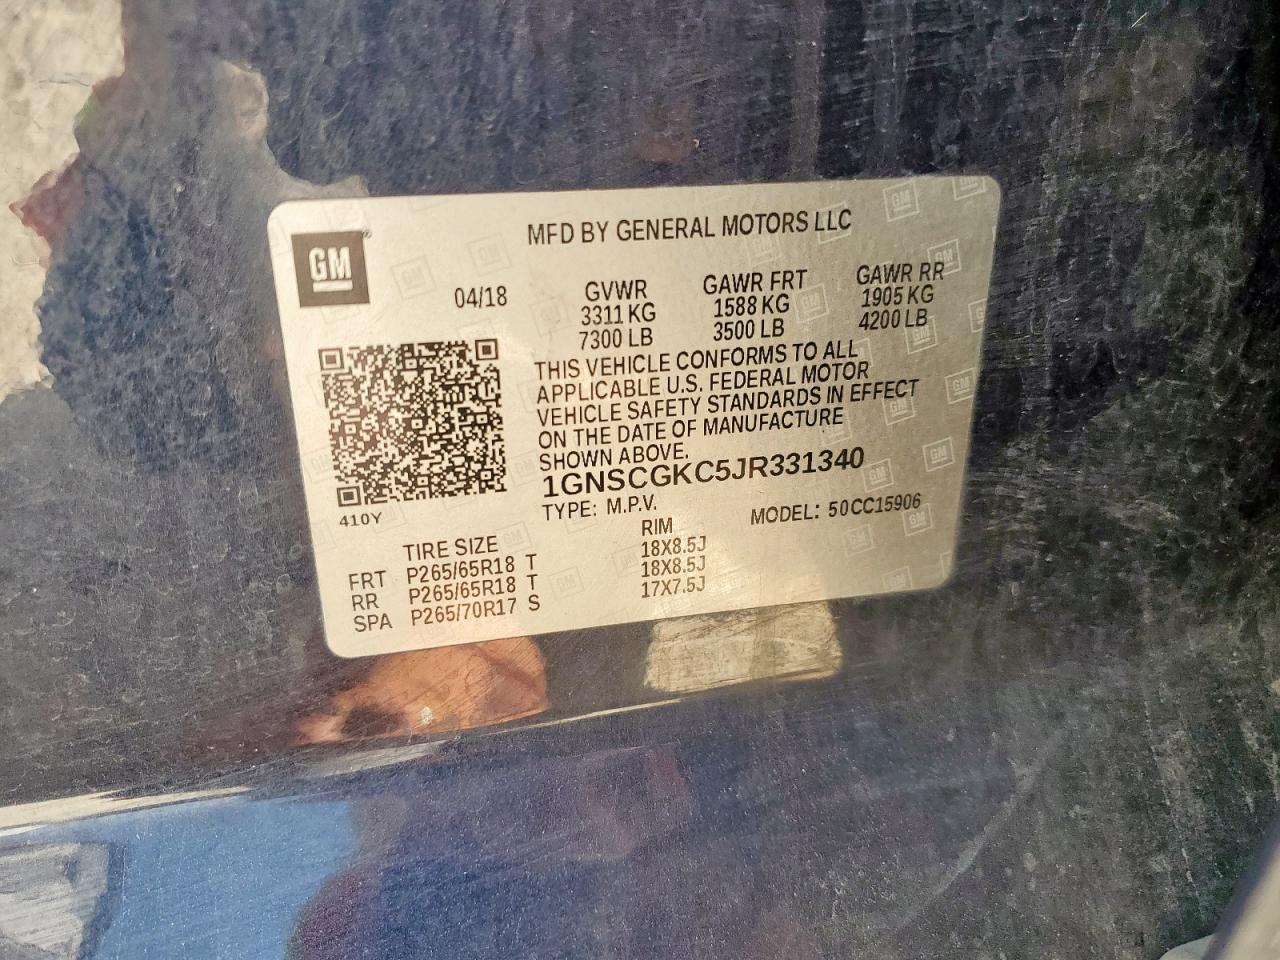 GM
MFD BY GENERAL MOTORS LLC
04/18
GVWR GAWR FRT GAWR RR
3311 KG 1588 KG 1905 KG
7300 LB 3500 LB 4200 LB
THIS VEHICLE CONFORMS TO ALL
APPLICABLE U.S. FEDERAL MOTOR
VEHICLE SAFETY STANDARDS IN EFFECT
ON THE DATE OF MANUFACTURE
SHOWN ABOVE.
1GNSCGKC5JR331340
TYPE: M.P.V. MODEL: 50CC15906
410Y
TIRE SIZE RIM
FRT P265/65R18 T 18X8.5J
RR P265/65R18 T 18X8.5J
SPA P265/70R17 S 17X7.5J